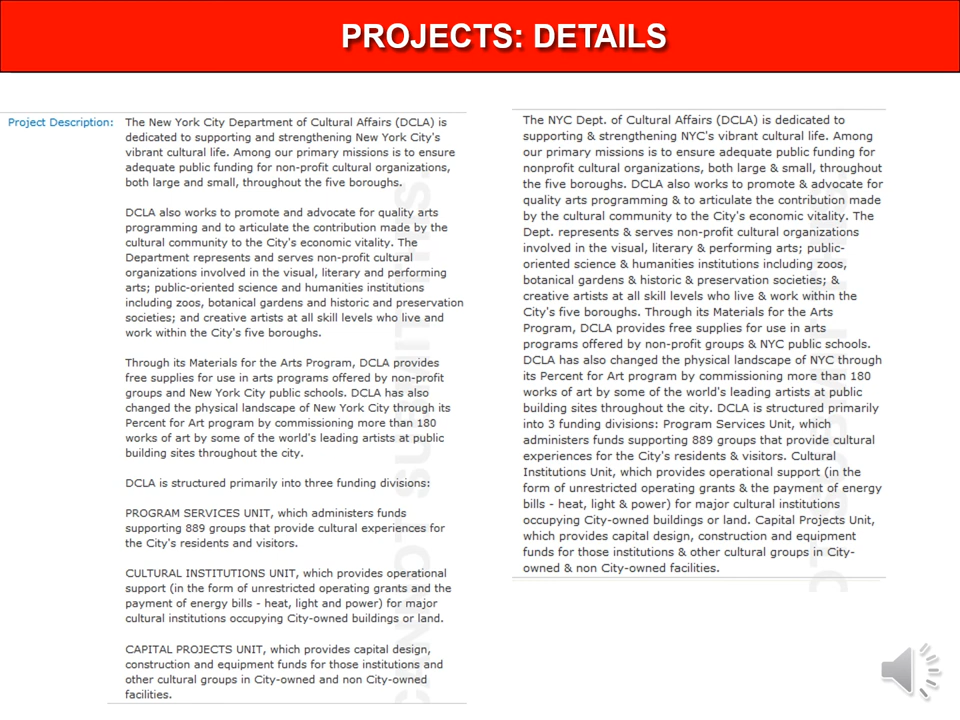 PROJECTS: DETAILS
Project Description:
The New York City Department of Cultural Affairs (DCLA) is
dedicated to supporting and strengthening New York City's
vibrant cultural life. Among our primary missions is to ensure
adequate public funding for non-profit cultural organizations,
both large and small, throughout the five boroughs.
DCLA also works to promote and advocate for quality arts
programming and to articulate the contribution made by the
cultural community to the City's economic vitality. The
Department represents and serves non-profit cultural
organizations involved in the visual, literary and performing
arts; public-oriented science and humanities institutions
including zoos, botanical gardens and historic and preservation
societies; and creative artists at all skill levels who live and
work within the City's five boroughs.
Through its Materials for the Arts Program, DCLA provides
free supplies for use in arts programs offered by non-profit
groups and New York City public schools. DCLA has also
changed the physical landscape of New York City through its
Percent for Art program by commissioning more than 180
works of art by some of the world's leading artists at public
building sites throughout the city.
DCLA is structured primarily into three funding divisions:
PROGRAM SERVICES UNIT, which administers funds
supporting 889 groups that provide cultural experiences for
the City's residents and visitors.
CULTURAL INSTITUTIONS UNIT, which provides operational
support (in the form of unrestricted operating grants and the
payment of energy bills - heat, light and power) for major
cultural institutions occupying City-owned buildings or land.
CAPITAL PROJECTS UNIT, which provides capital design,
construction and equipment funds for those institutions and
other cultural groups in City-owned and non City-owned
facilities.
The NYC Dept. of Cultural Affairs (DCLA) is dedicated to
supporting & strengthening NYC's vibrant cultural life. Among
our primary missions is to ensure adequate public funding for
nonprofit cultural organizations, both large & small, throughout
the five boroughs. DCLA also works to promote & advocate for
quality arts programming & to articulate the contribution made
by the cultural community to the City's economic vitality. The
Dept. represents & serves non-profit cultural organizations
involved in the visual, literary & performing arts; public-
oriented science & humanities institutions including zoos,
botanical gardens & historic & preservation societies; &
creative artists at all skill levels who live & work within the
City's five boroughs. Through its Materials for the Arts
Program, DCLA provides free supplies for use in arts
programs offered by non-profit groups & NYC public schools.
DCLA has also changed the physical landscape of NYC through
its Percent for Art program by commissioning more than 180
works of art by some of the world's leading artists at public
building sites throughout the city. DCLA is structured primarily
into 3 funding divisions: Program Services Unit, which
administers funds supporting 889 groups that provide cultural
experiences for the City's residents & visitors. Cultural
Institutions Unit, which provides operational support (in the
form of unrestricted operating grants & the payment of energy
bills - heat, light & power) for major cultural institutions
occupying City-owned buildings or land. Capital Projects Unit,
which provides capital design, construction and equipment
funds for those institutions & other cultural groups in City-
owned & non City-owned facilities.